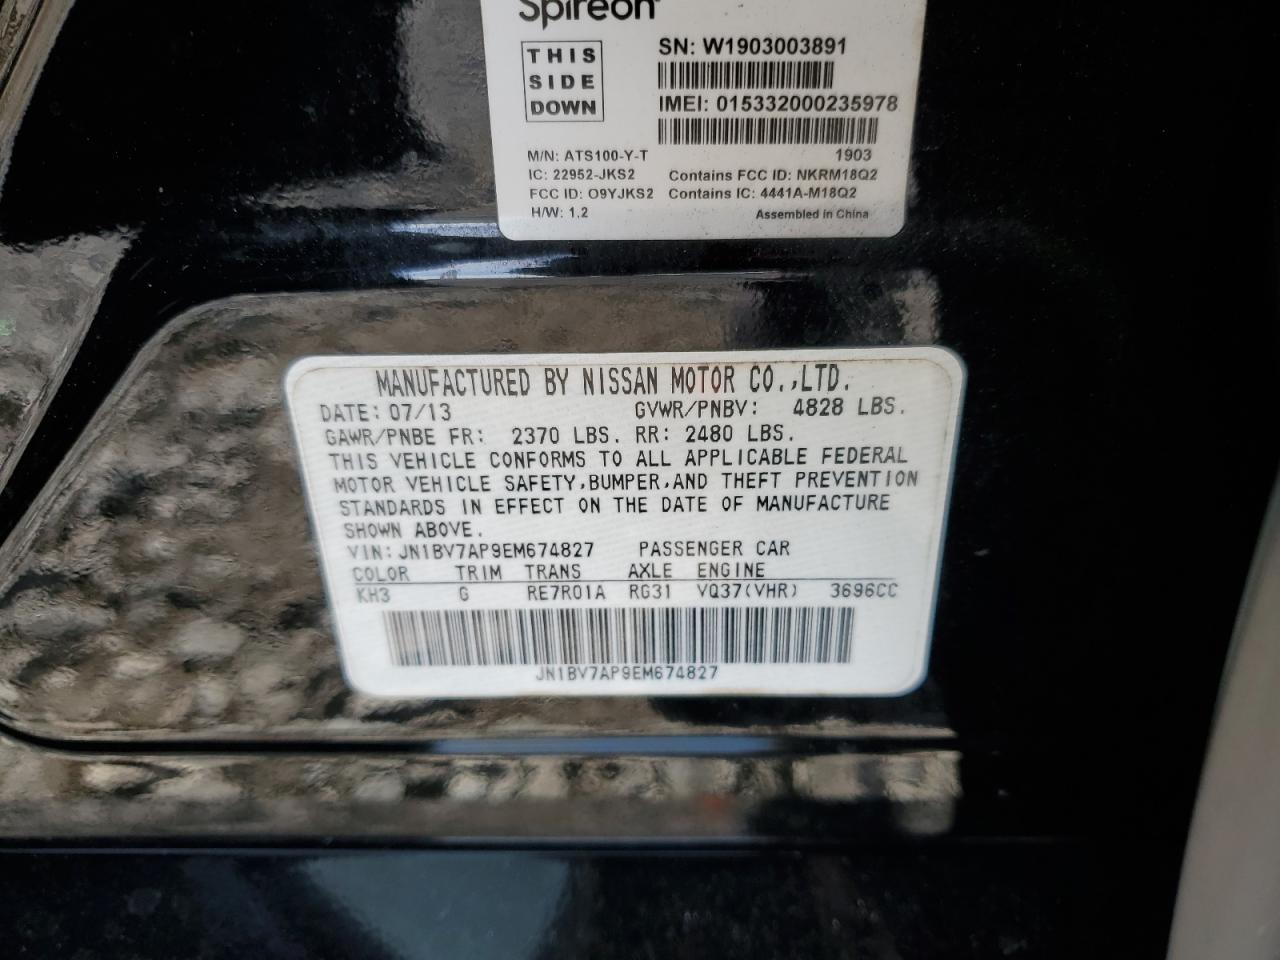 Spireon
THIS
SIDE
DOWN
SN: W1903003891
IMEI: 015332000235978
M/N: ATS100-Y-T 1903
IC: 22952-JKS2 Contains FCC ID: NKRM18Q2
FCC ID: O9YJKS2 Contains IC: 4441A-M18Q2
H/W: 1.2 Assembled in China
MANUFACTURED BY NISSAN MOTOR CO.,LTD.
DATE: 07/13 GVWR/PNBV: 4828 LBS.
GAWR/PNBE FR: 2370 LBS. RR: 2480 LBS.
THIS VEHICLE CONFORMS TO ALL APPLICABLE FEDERAL
MOTOR VEHICLE SAFETY,BUMPER,AND THEFT PREVENTION
STANDARDS IN EFFECT ON THE DATE OF MANUFACTURE
SHOWN ABOVE.
VIN: JN1BV7AP9EM674827 PASSENGER CAR
COLOR TRIM TRANS AXLE ENGINE
KH3 G RE7R01A RG31 VQ37(VHR) 3696CC
JN1BV7AP9EM674827